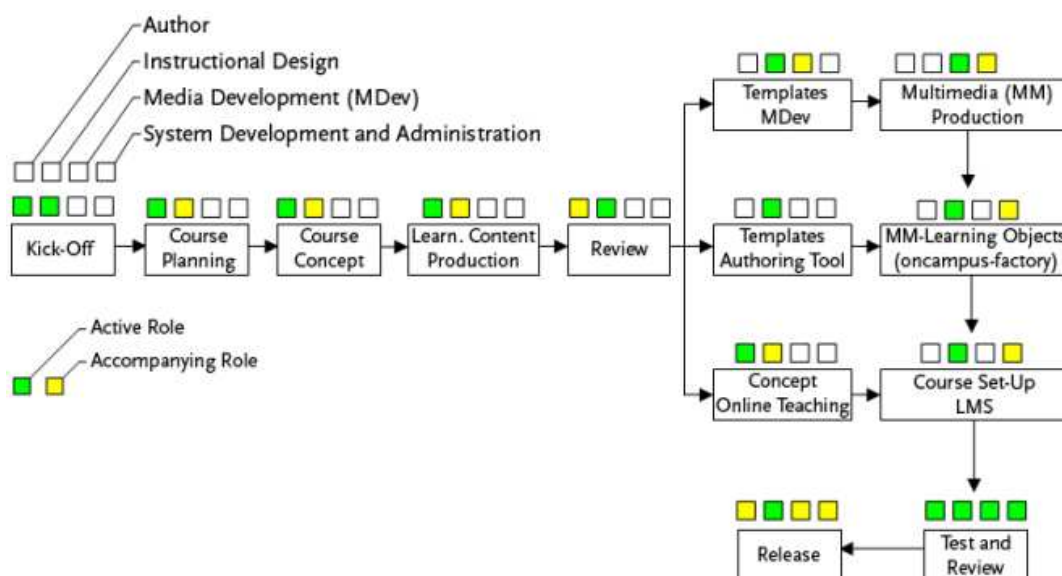 Author
Instructional Design
Media Development (MDev)
System Development and Administration
Kick-Off
Course
Planning
Course
Concept
Learn. Content
Production
Review
Templates
MDev
Multimedia (MM)
Production
Templates
Authoring Tool
MM-Learning Objects
(oncampus-factory)
Concept
Online Teaching
Course Set-Up
LMS
Active Role
Accompanying Role
Release
Test and
Review